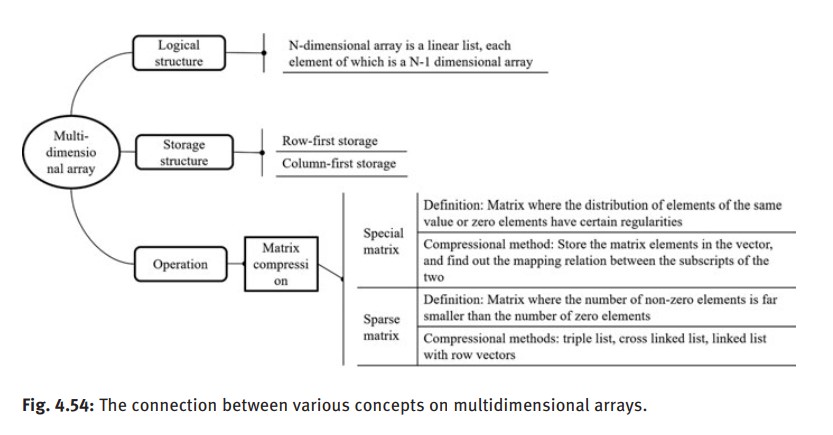 Logical
structure
N-dimensional array is a linear list, each
element of which is a N-1 dimensional array
Multi-
dimensio
nal array
Storage
structure
Row-first storage
Column-first storage
Operation
Matrix
compressi
on
Special
matrix
Definition: Matrix where the distribution of elements of the same
value or zero elements have certain regularities
Compressional method: Store the matrix elements in the vector,
and find out the mapping relation between the subscripts of the
two
Sparse
matrix
Definition: Matrix where the number of non-zero elements is far
smaller than the number of zero elements
Compressional methods: triple list, cross linked list, linked list
with row vectors
Fig. 4.54: The connection between various concepts on multidimensional arrays.